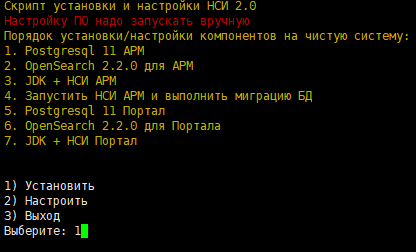 Скрипт установки и настройки НСИ 2.0
Настройку ПО надо запускать вручную
Порядок установки/настройки компонентов на чистую систему:
1. Postgresql 11 АРМ
2. OpenSearch 2.2.0 для АРМ
3. JDK + НСИ АРМ
4. Запустить НСИ АРМ и выполнить миграцию БД
5. Postgresql 11 Портал
6. OpenSearch 2.2.0 для Портала
7. JDK + НСИ Портал
1) Установить
2) Настроить
3) Выход
Выберите: 1